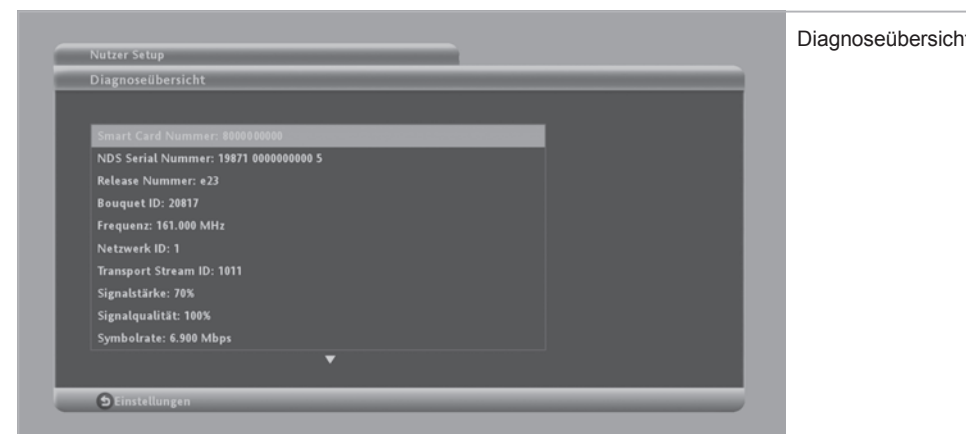 Nutzer Setup
Diagnoseübersicht
Smart Card Nummer: 8000000000
NDS Serial Nummer: 19871 0000000000 5
Release Nummer: e23
Bouquet ID: 20817
Frequenz: 161.000 MHz
Netzwerk ID: 1
Transport Stream ID: 1011
Signalstärke: 70%
Signalqualität: 100%
Symbolrate: 6.900 Mbps
Einstellungen
Diagnoseübersicht